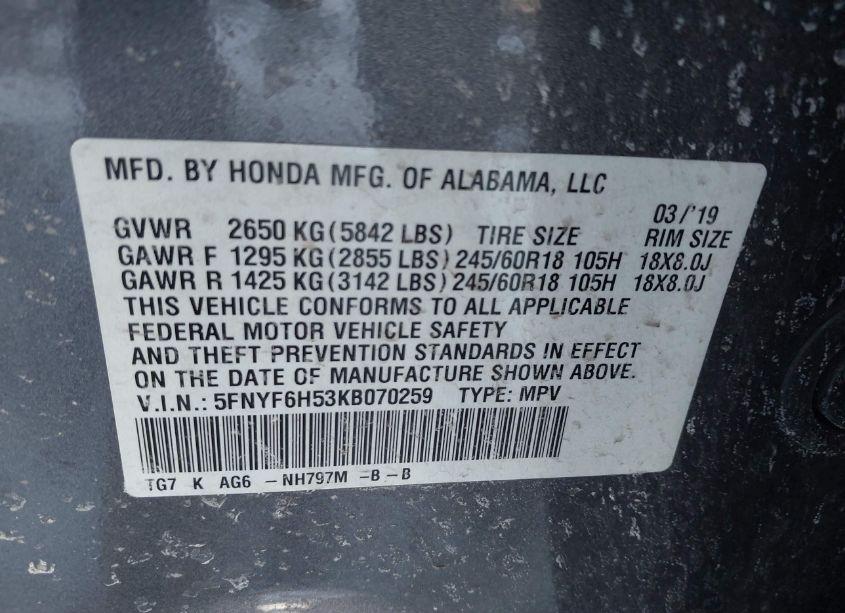 MFD. BY HONDA MFG. OF ALABAMA, LLC
03/'19
GVWR 2650 KG (5842 LBS) TIRE SIZE RIM SIZE
GAWR F 1295 KG (2855 LBS) 245/60R18 105H 18X8.0J
GAWR R 1425 KG (3142 LBS) 245/60R18 105H 18X8.0J
THIS VEHICLE CONFORMS TO ALL APPLICABLE
FEDERAL MOTOR VEHICLE SAFETY
AND THEFT PREVENTION STANDARDS IN EFFECT
ON THE DATE OF MANUFACTURE SHOWN ABOVE.
V.I.N.: 5FNYF6H53KB070259 TYPE: MPV
TG7 K AG6 -NH797M -B-B